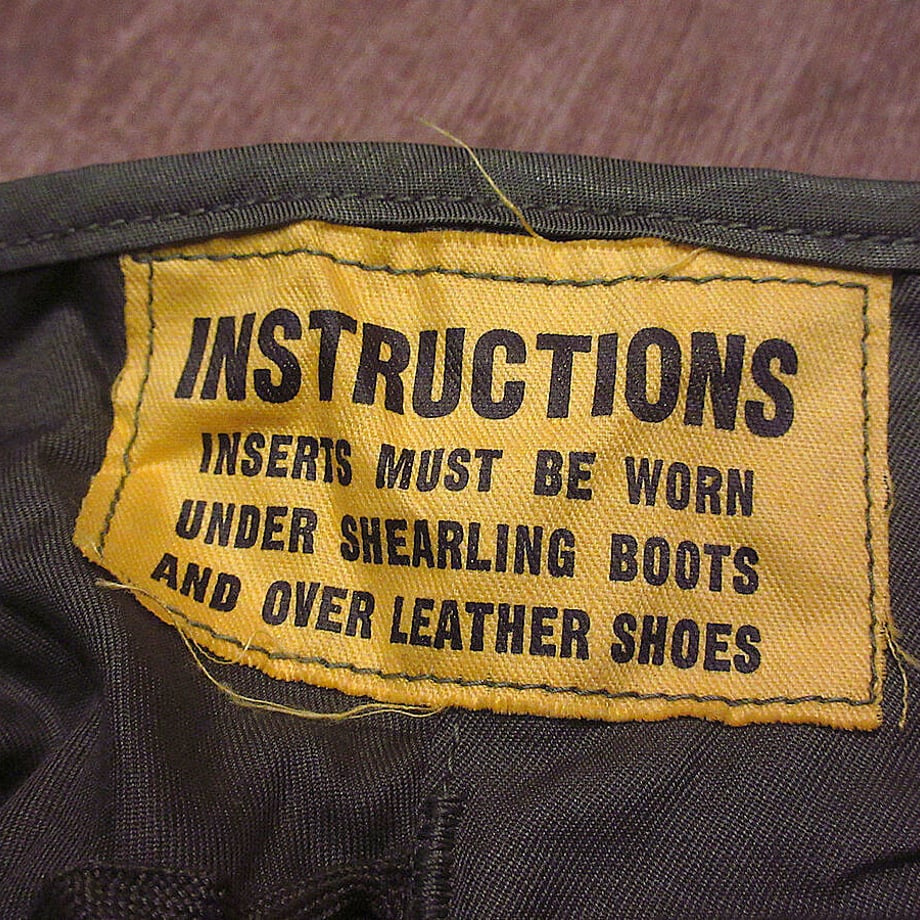 INSTRUCTIONS
INSERTS MUST BE WORN
UNDER SHEARLING BOOTS
AND OVER LEATHER SHOES